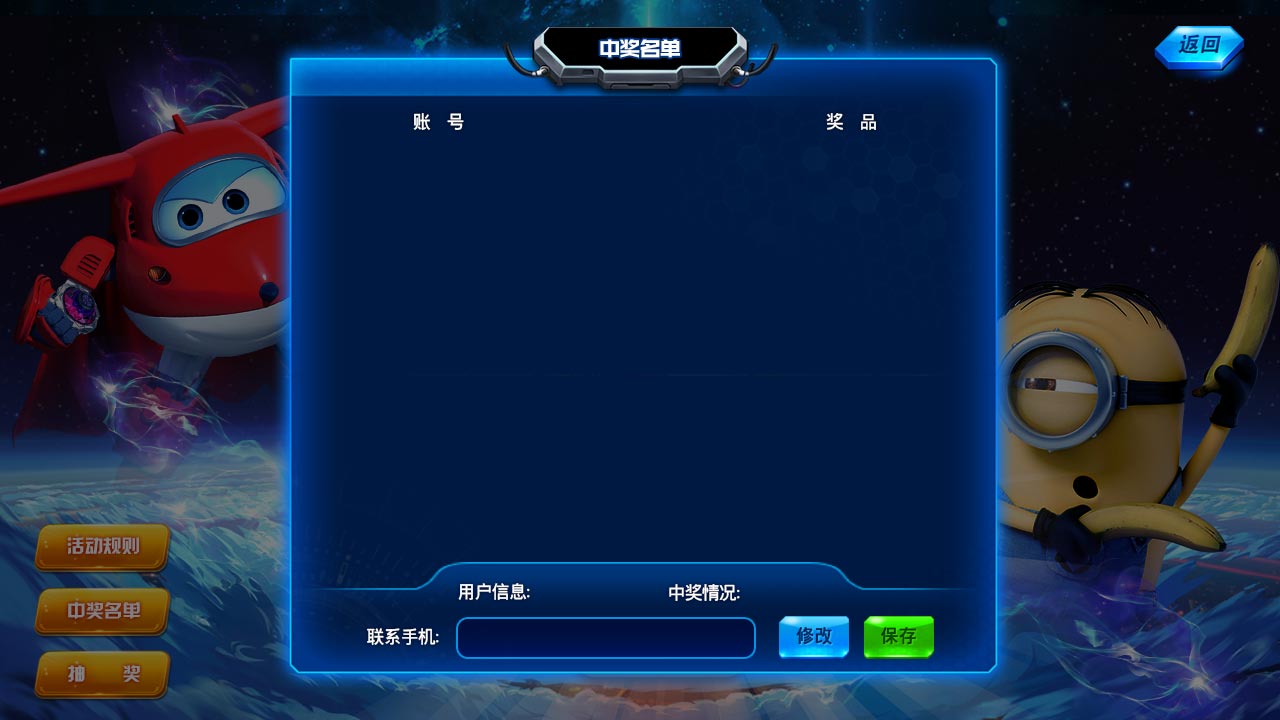 中奖名单
返回
账 号
奖 品
活动规则
中奖名单
抽 奖
用户信息:
中奖情况:
联系手机:
修改
保存